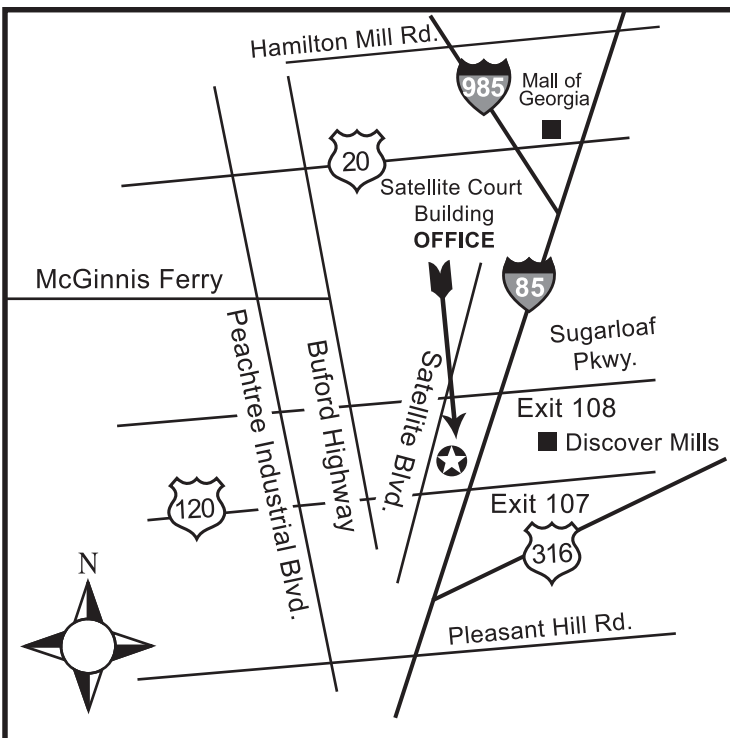 Hamilton Mill Rd.
985
Mall of
Georgia
20
Satellite Court
Building
OFFICE
McGinnis Ferry
85
Sugarloaf
Pkwy.
Peachtree Industrial Blvd.
Buford Highway
Satellite Blvd.
Exit 108
Discover Mills
120
Exit 107
316
N
Pleasant Hill Rd.